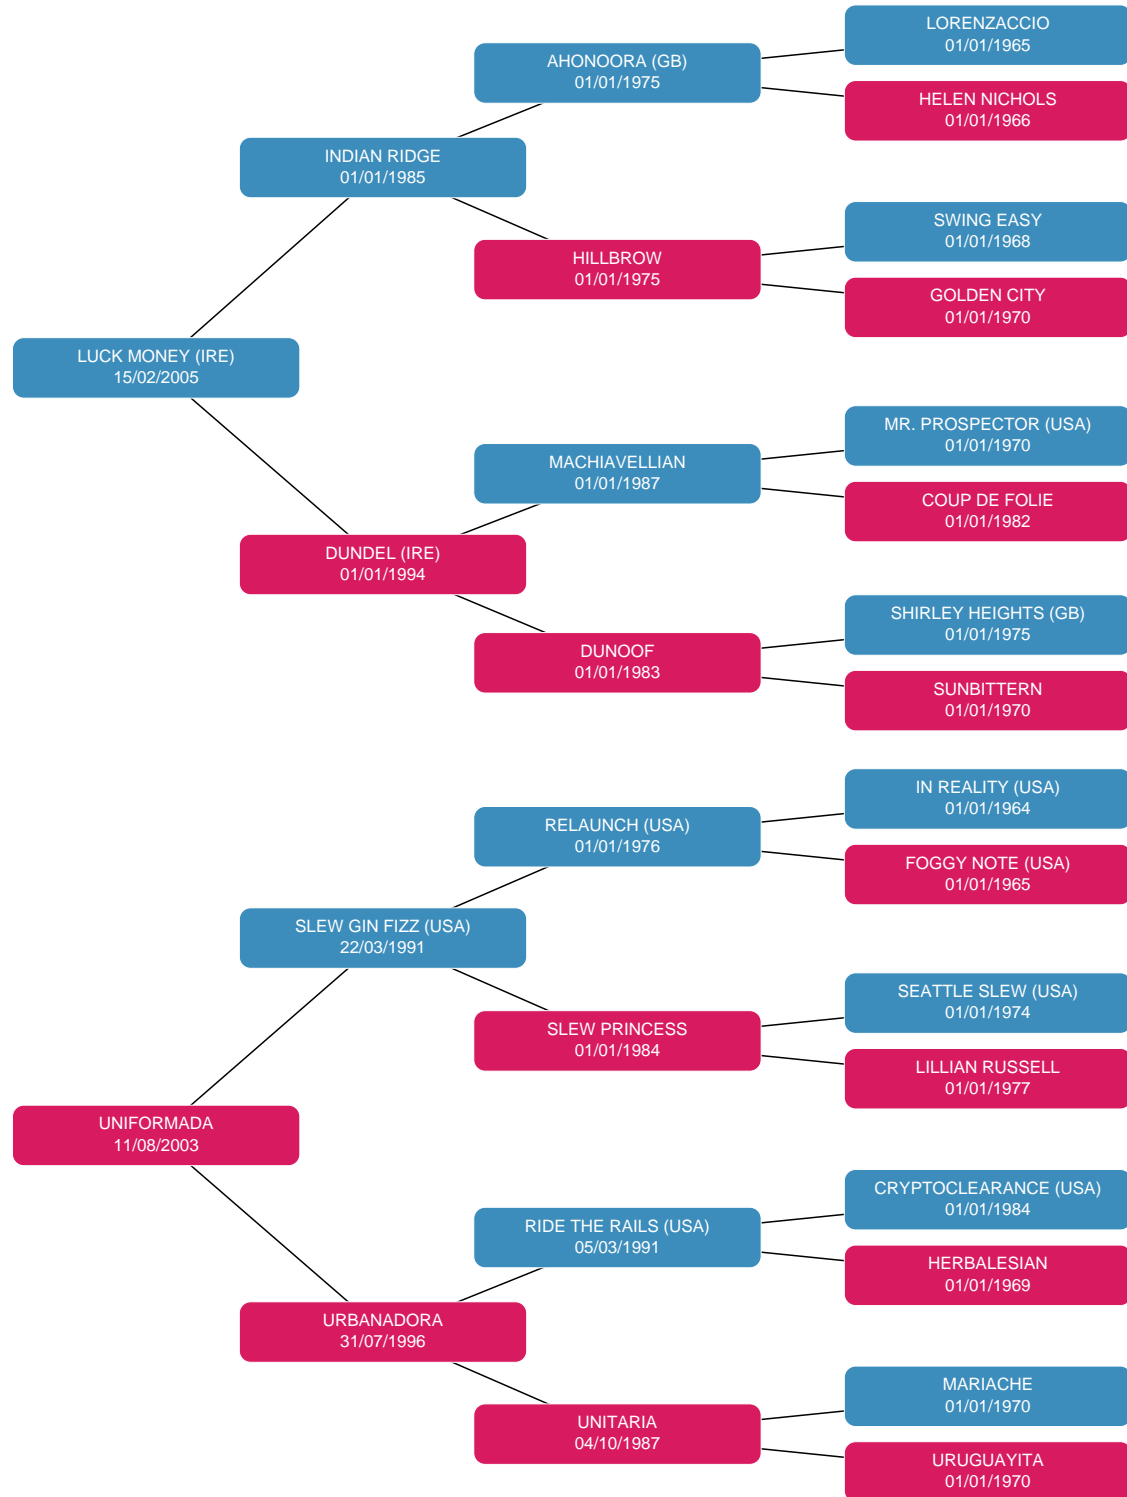 LORENZACCIO
01/01/1965
AHONOORA (GB)
01/01/1975
HELEN NICHOLS
01/01/1966
INDIAN RIDGE
01/01/1985
SWING EASY
01/01/1968
HILLBROW
01/01/1975
GOLDEN CITY
01/01/1970
LUCK MONEY (IRE)
15/02/2005
MR. PROSPECTOR (USA)
01/01/1970
MACHIAVELLIAN
01/01/1987
COUP DE FOLIE
01/01/1982
DUNDEL (IRE)
01/01/1994
SHIRLEY HEIGHTS (GB)
01/01/1975
DUNOOF
01/01/1983
SUNBITTERN
01/01/1970
IN REALITY (USA)
01/01/1964
RELAUNCH (USA)
01/01/1976
FOGGY NOTE (USA)
01/01/1965
SLEW GIN FIZZ (USA)
22/03/1991
SEATTLE SLEW (USA)
01/01/1974
SLEW PRINCESS
01/01/1984
LILLIAN RUSSELL
01/01/1977
UNIFORMADA
11/08/2003
CRYPTOCLEARANCE (USA)
01/01/1984
RIDE THE RAILS (USA)
05/03/1991
HERBALESIAN
01/01/1969
URBANADORA
31/07/1996
MARIACHE
01/01/1970
UNITARIA
04/10/1987
URUGUAYITA
01/01/1970